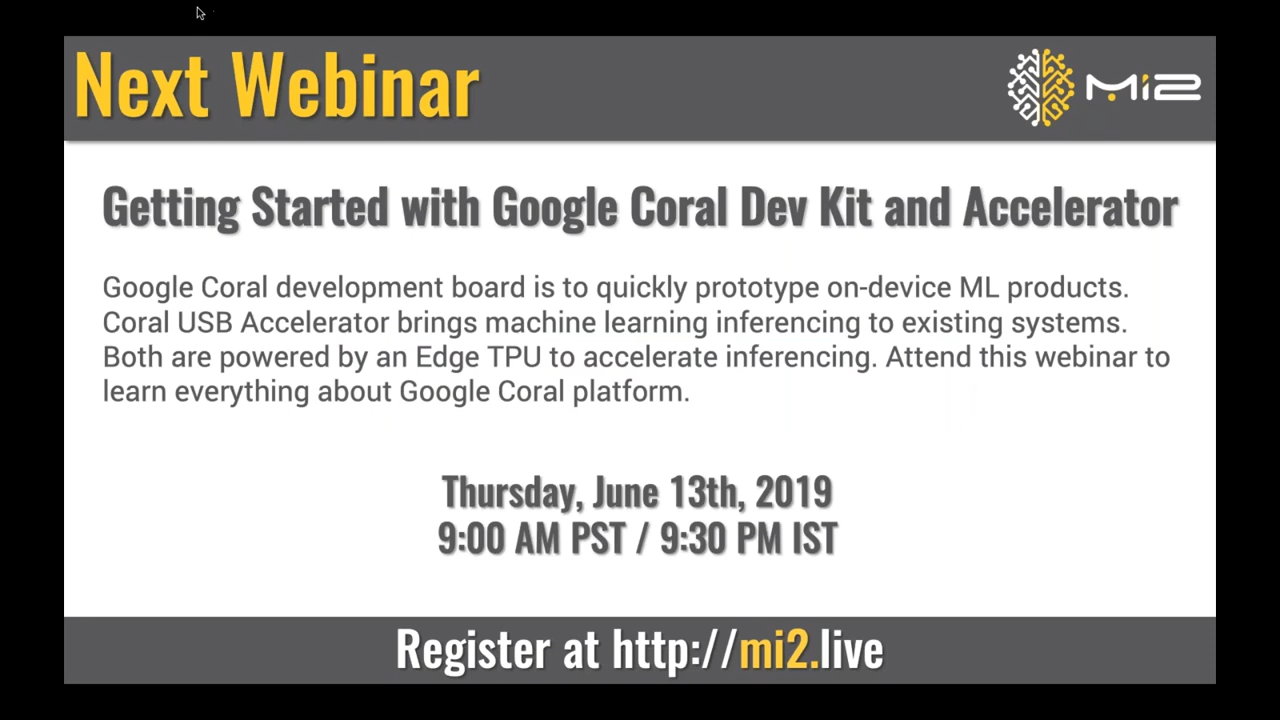 Next Webinar
Mi2
Getting Started with Google Coral Dev Kit and Accelerator
Google Coral development board is to quickly prototype on-device ML products.
Coral USB Accelerator brings machine learning inferencing to existing systems.
Both are powered by an Edge TPU to accelerate inferencing. Attend this webinar to
learn everything about Google Coral platform.
Thursday, June 13th, 2019
9:00 AM PST / 9:30 PM IST
Register at http://mi2.live